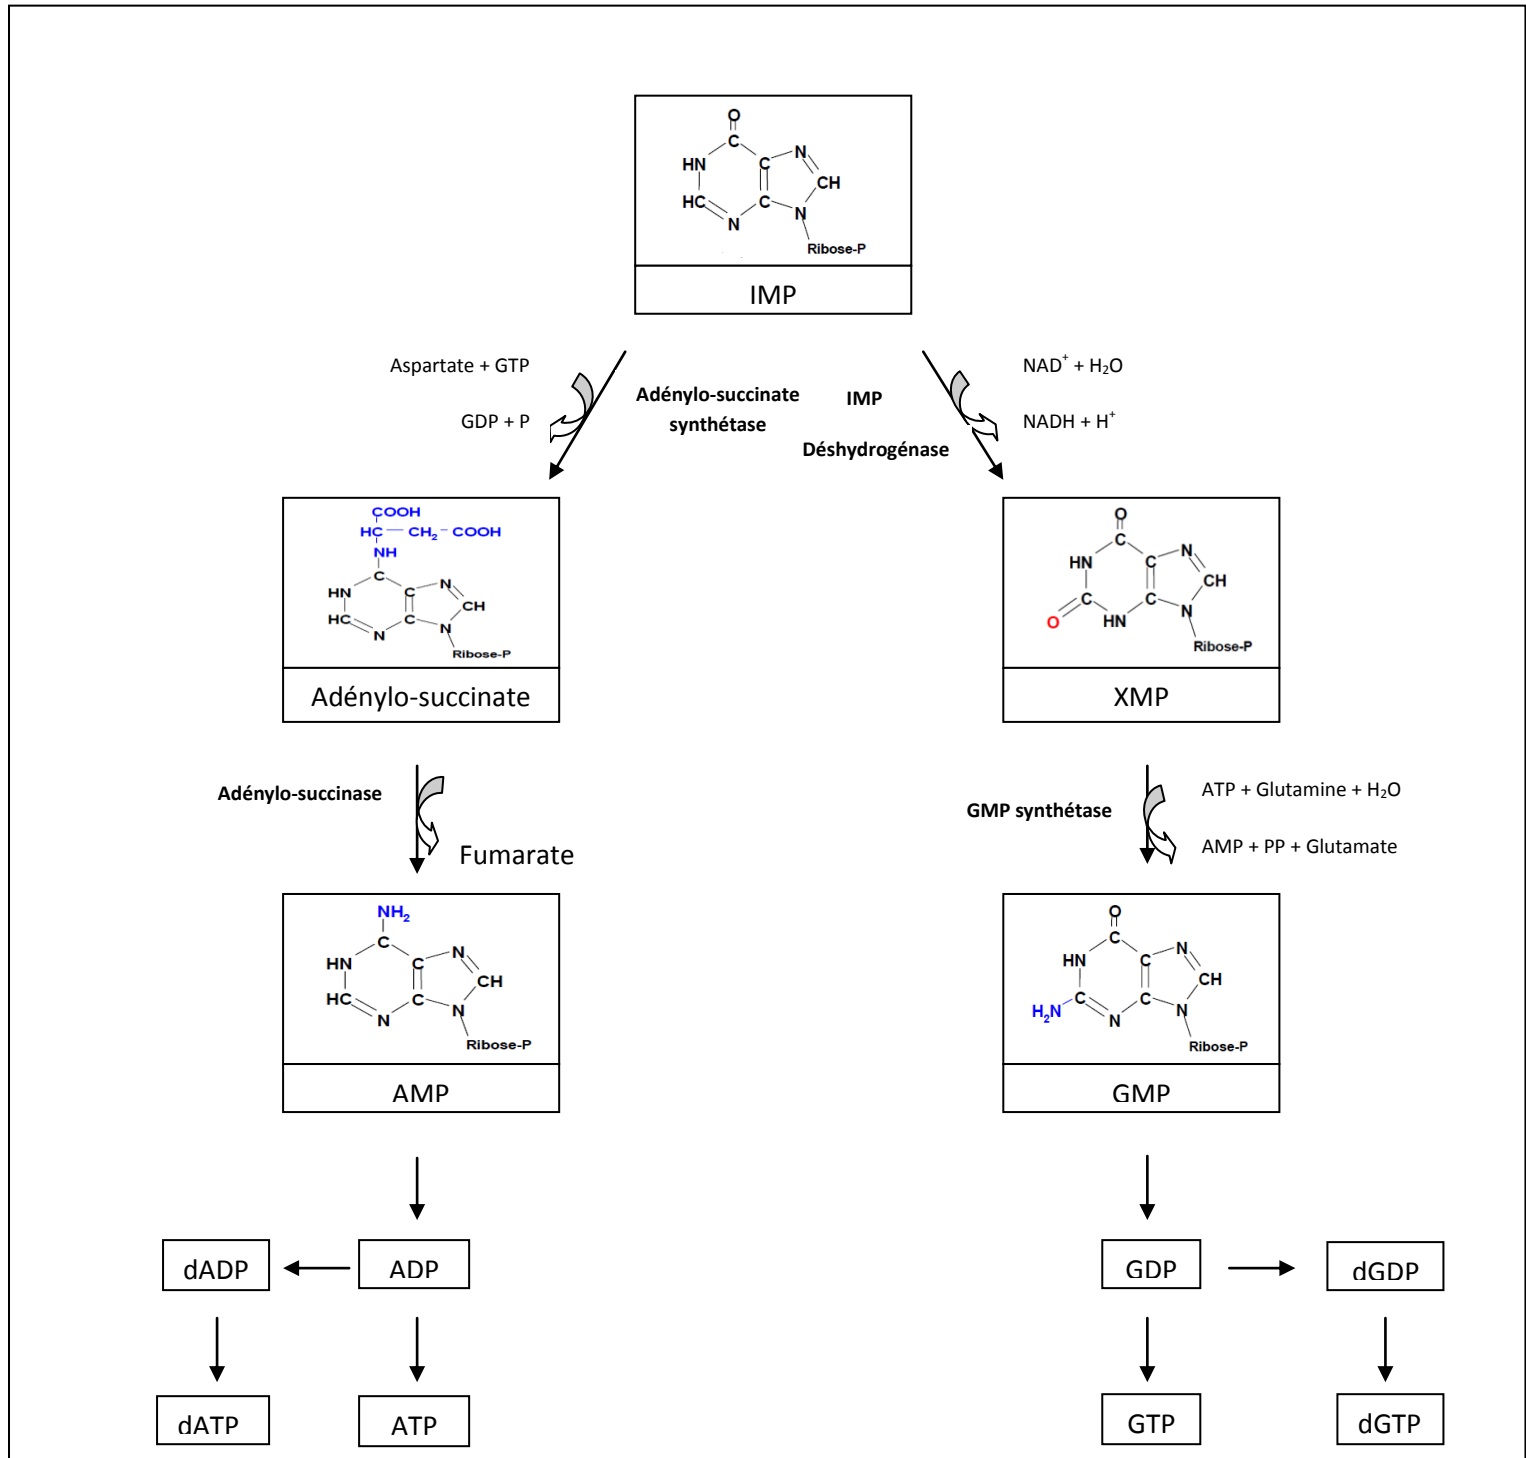 O
C
HN
C
N
CH
HC
N
C
N
Ribose-P
IMP
Aspartate + GTP
GDP + P
Adénylo-succinate
synthétase
IMP
Déshydrogénase
NAD⁺ + H₂O
NADH + H⁺
COOH
HC — CH₂ — COOH
NH
C
HN
C
N
CH
HC
N
C
N
Ribose-P
Adénylo-succinate
O
C
HN
C
N
CH
C
C
O
HN
N
Ribose-P
XMP
Adénylo-succinase
Fumarate
GMP synthétase
ATP + Glutamine + H₂O
AMP + PP + Glutamate
NH₂
C
HN
C
N
CH
HC
N
C
N
Ribose-P
AMP
O
C
HN
C
N
CH
H₂N
C
N
C
N
Ribose-P
GMP
dADP
ADP
GDP
dGDP
dATP
ATP
GTP
dGTP